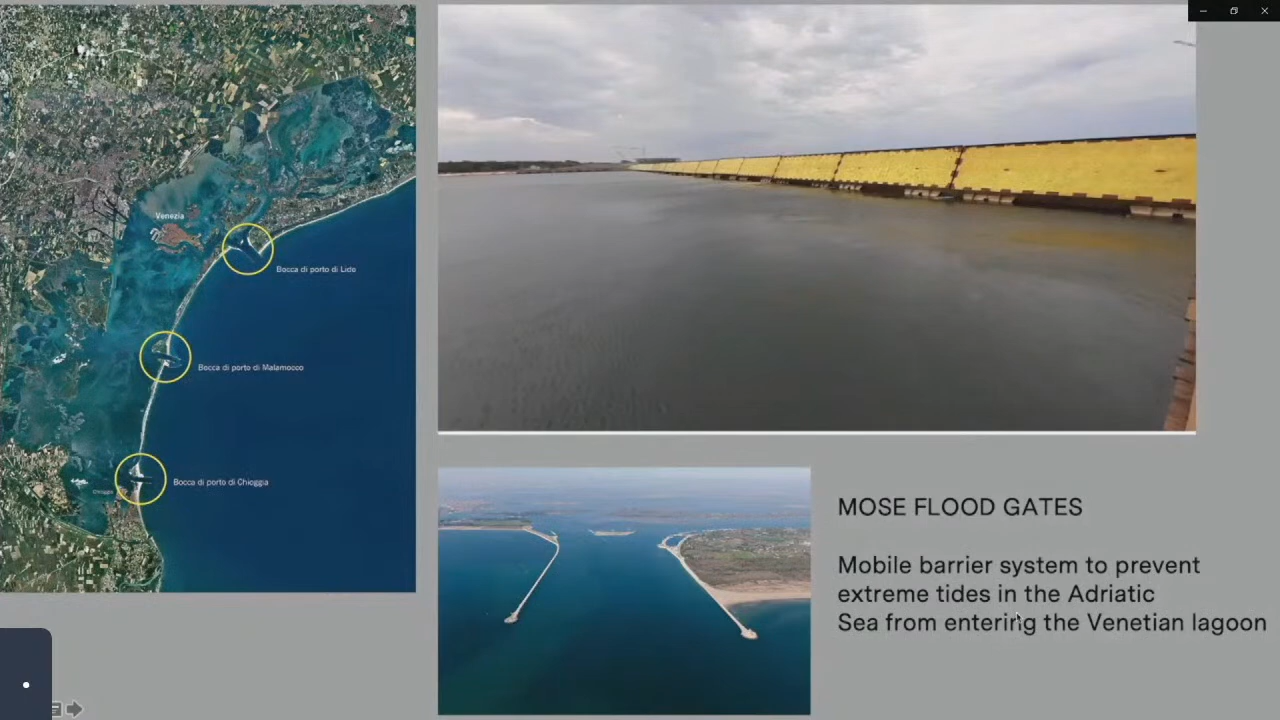 Venezia
Bocca di porto di Lido
Bocca di porto di Malamocco
Bocca di porto di Chioggia
Chioggia
MOSE FLOOD GATES
Mobile barrier system to prevent
extreme tides in the Adriatic
Sea from entering the Venetian lagoon